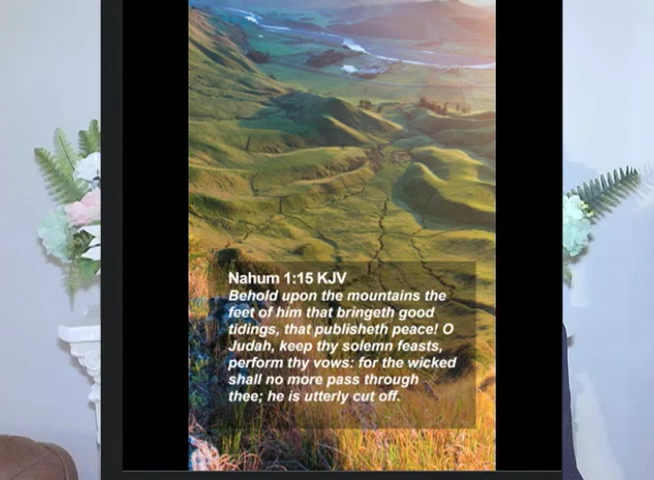 Nahum 1:15 KJV
Behold upon the mountains the
feet of him that bringeth good
tidings, that publisheth peace! O
Judah, keep thy solemn feasts,
perform thy vows: for the wicked
shall no more pass through
thee; he is utterly cut off.